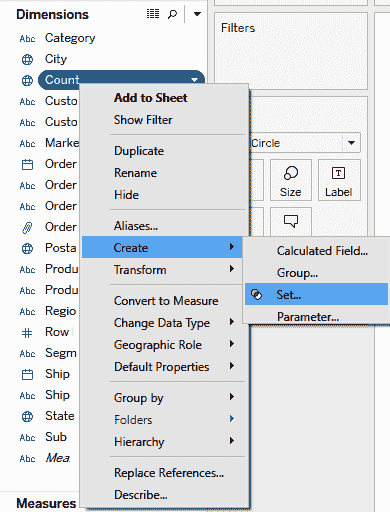 Dimensions
Filters
Abc Category
City
Count
Abc Custo
Abc Custo
Abc Marke
Order
Abc Order
Abc Order
Order
Posta
Abc Produ
Abc Produ
Abc Regio
# Row
Abc Segm
Ship
Abc Ship
State
Abc Sub
Abc Mea
Measures
Add to Sheet
Show Filter
Duplicate
Rename
Hide
Aliases...
Create
Transform
Convert to Measure
Change Data Type
Geographic Role
Default Properties
Group by
Folders
Hierarchy
Replace References...
Describe...
Circle
Size
T
Label
Calculated Field...
Group...
Set...
Parameter...